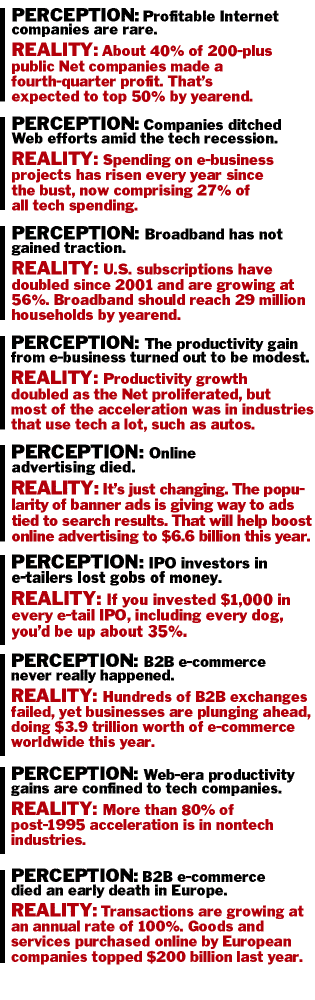 PERCEPTION: Profitable Internet
companies are rare.
REALITY: About 40% of 200-plus
public Net companies made a
fourth-quarter profit. That's
expected to top 50% by yearend.
PERCEPTION: Companies ditched
Web efforts amid the tech recession.
REALITY: Spending on e-business
projects has risen every year since
the bust, now comprising 27% of
all tech spending.
PERCEPTION: Broadband has not
gained traction.
REALITY: U.S. subscriptions have
doubled since 2001 and are growing at
56%. Broadband should reach 29 million
households by yearend.
PERCEPTION: The productivity gain
from e-business turned out to be modest.
REALITY: Productivity growth
doubled as the Net proliferated, but
most of the acceleration was in industries
that use tech a lot, such as autos.
PERCEPTION: Online
advertising died.
REALITY: It's just changing. The popu-
larity of banner ads is giving way to ads
tied to search results. That will help boost
online advertising to $6.6 billion this year.
PERCEPTION: IPO investors in
e-tailers lost gobs of money.
REALITY: If you invested $1,000 in
every e-tail IPO, including every dog,
you'd be up about 35%.
PERCEPTION: B2B e-commerce
never really happened.
REALITY: Hundreds of B2B exchanges
failed, yet businesses are plunging ahead,
doing $3.9 trillion worth of e-commerce
worldwide this year.
PERCEPTION: Web-era productivity
gains are confined to tech companies.
REALITY: More than 80% of
post-1995 acceleration is in nontech
industries.
PERCEPTION: B2B e-commerce
died an early death in Europe.
REALITY: Transactions are growing at
an annual rate of 100%. Goods and
services purchased online by European
companies topped $200 billion last year.